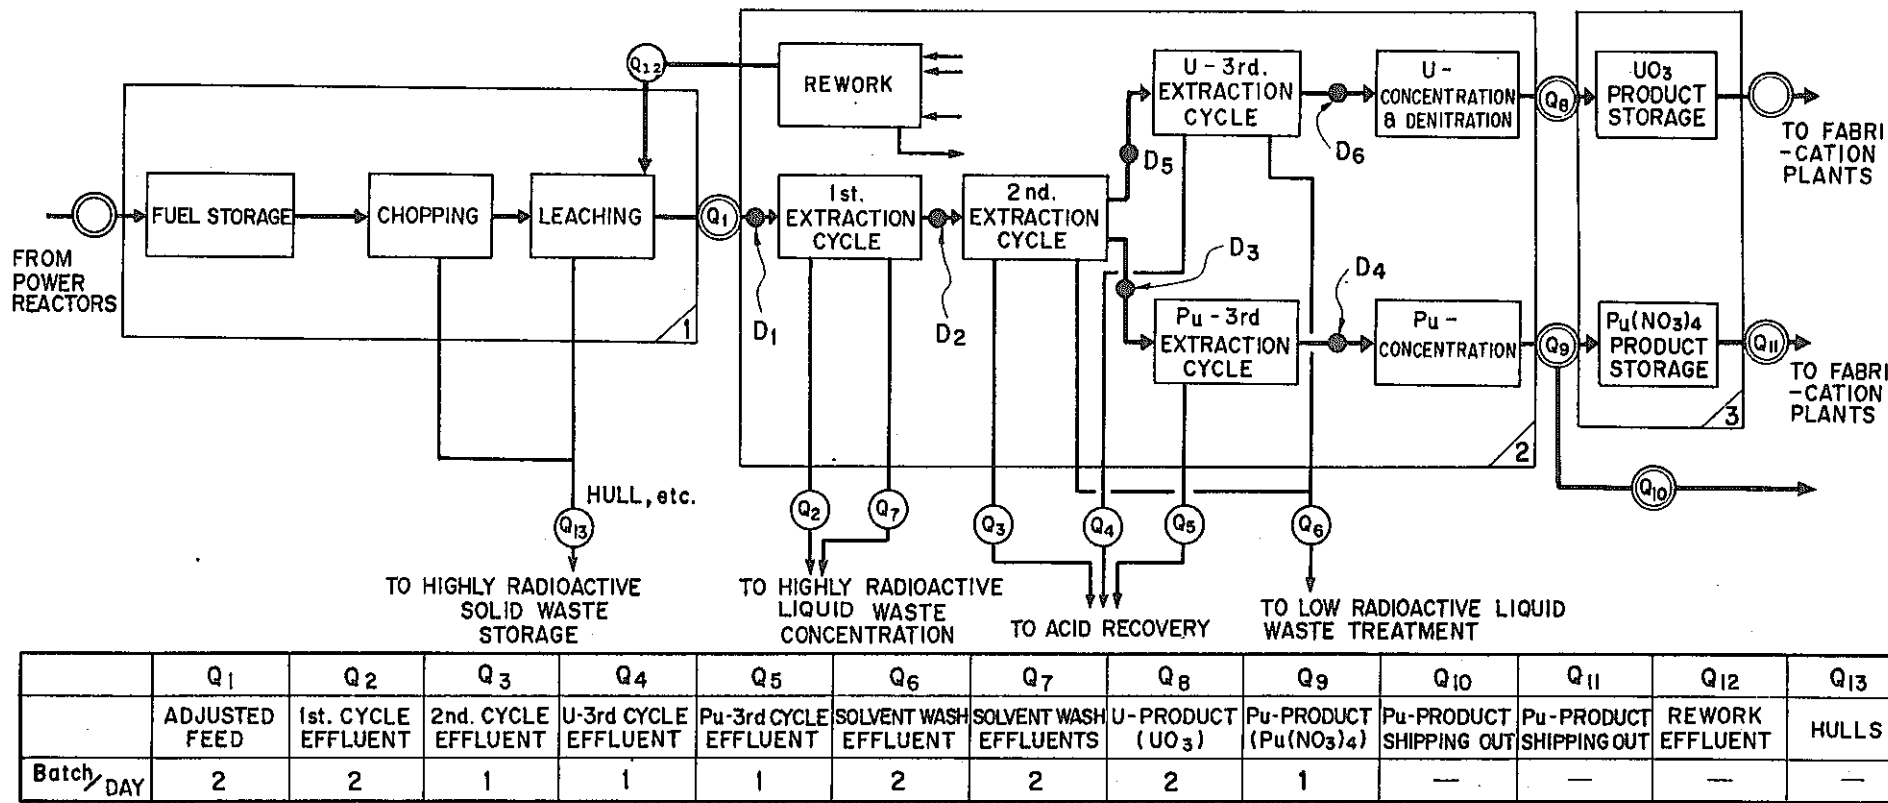 Q12
REWORK
U-3rd.
EXTRACTION
CYCLE
U-
CONCENTRATION
& DENITRATION
Q8
UO3
PRODUCT
STORAGE
TO FABRI
-CATION
PLANTS
D5
D6
FUEL STORAGE
CHOPPING
LEACHING
Q1
1st.
EXTRACTION
CYCLE
2nd.
EXTRACTION
CYCLE
FROM
POWER
REACTORS
D1
D2
D3
D4
1
Pu-3rd
EXTRACTION
CYCLE
Pu-
CONCENTRATION
Q9
Pu(NO3)4
PRODUCT
STORAGE
Q11
TO FABRI
-CATION
PLANTS
2
3
Q10
HULL, etc.
Q13
Q2
Q7
Q3
Q4
Q5
Q6
TO HIGHLY RADIOACTIVE
SOLID WASTE
STORAGE
TO HIGHLY RADIOACTIVE
LIQUID WASTE
CONCENTRATION
TO ACID RECOVERY
TO LOW RADIOACTIVE LIQUID
WASTE TREATMENT
Q1 Q2 Q3 Q4 Q5 Q6 Q7 Q8 Q9 Q10 Q11 Q12 Q13
ADJUSTED 1st. CYCLE 2nd. CYCLE U-3rd CYCLE Pu-3rd CYCLE SOLVENT WASH SOLVENT WASH U-PRODUCT Pu-PRODUCT Pu-PRODUCT Pu-PRODUCT REWORK HULLS
FEED EFFLUENT EFFLUENT EFFLUENT EFFLUENT EFFLUENT EFFLUENTS (UO3) (Pu(NO3)4) SHIPPING OUT SHIPPING OUT EFFLUENT
Batch/DAY 2 2 1 1 1 2 2 2 1 — — — —